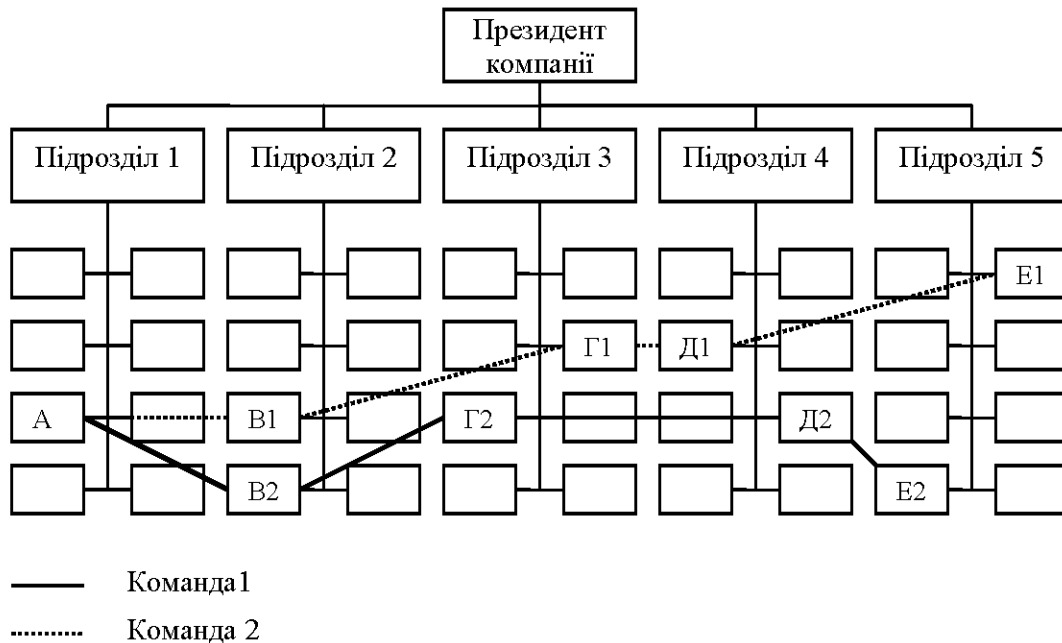 Президент
компанії
Підрозділ 1
Підрозділ 2
Підрозділ 3
Підрозділ 4
Підрозділ 5
Е1
Г1
Д1
А
В1
Г2
Д2
В2
Е2
Команда1
Команда 2